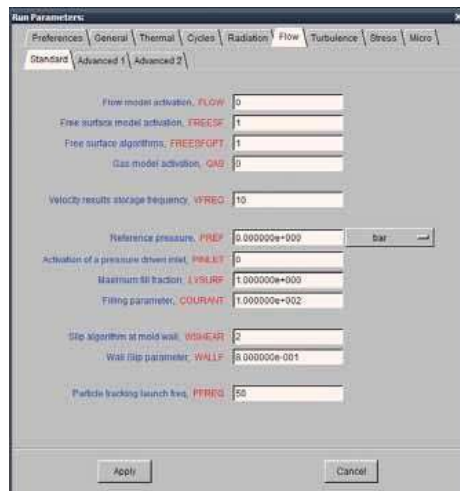 Run Parameters:
Preferences General Thermal Cycles Radiation Flow Turbulence Stress Micro
Standard Advanced 1 Advanced 2
Flow model activation, FLOW 0
Free surface model activation, FREESF 1
Free surface algorithms, FREESFOPT 1
Gas model activation, GAS 0
Velocity results storage frequency, VFREQ 10
Reference pressure, PREF 0.000000e+000 bar
Activation of a pressure driven inlet, PINLET 0
Maximum fill fraction, LVSURF 1.000000e+000
Filling parameter, COURANT 1.000000e+002
Slip algorithm at mold wall, WSHEAR 2
Wall Slip parameter, WALLF 8.000000e-001
Particle tracking launch freq, PFREQ 50
Apply Cancel